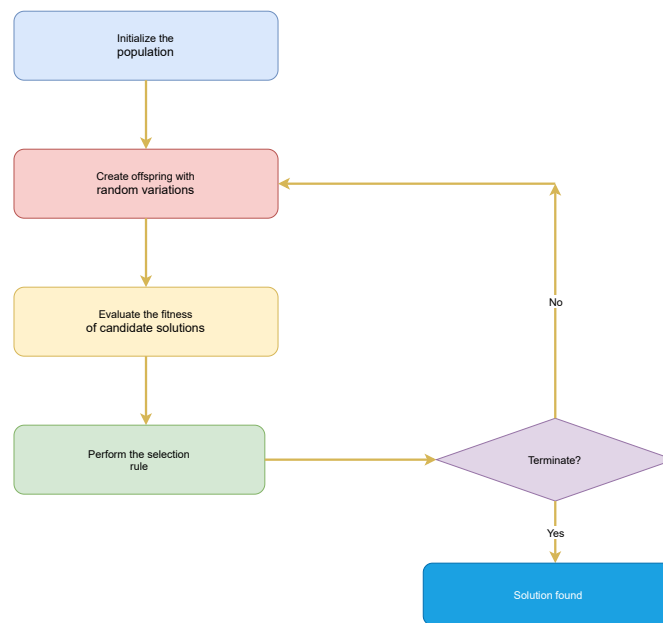 Initialize the
population
Create offspring with
random variations
No
Evaluate the fitness
of candidate solutions
Perform the selection
rule
Terminate?
Yes
Solution found